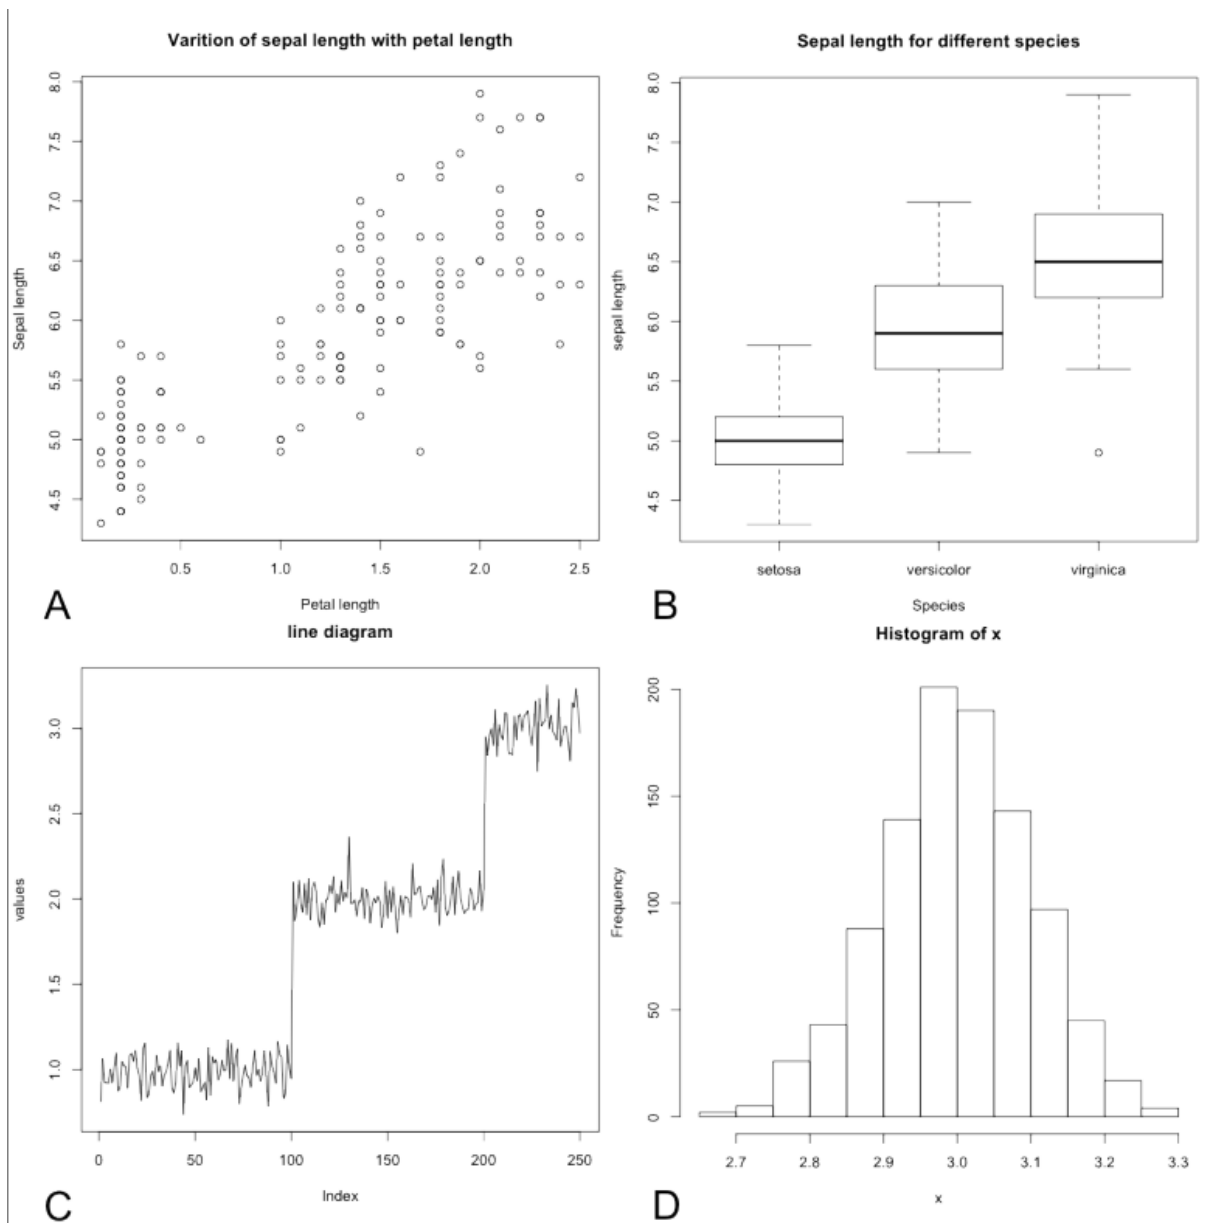 Varition of sepal length with petal length
Sepal length
8.0
7.5
7.0
6.5
6.0
5.5
5.0
4.5
0.5 1.0 1.5 2.0 2.5
Petal length
A
Sepal length for different species
sepal length
8.0
7.5
7.0
6.5
6.0
5.5
5.0
4.5
setosa versicolor virginica
Species
B
line diagram
values
3.0
2.5
2.0
1.5
1.0
0 50 100 150 200 250
Index
C
Histogram of x
Frequency
200
150
100
50
0
2.7 2.8 2.9 3.0 3.1 3.2 3.3
x
D